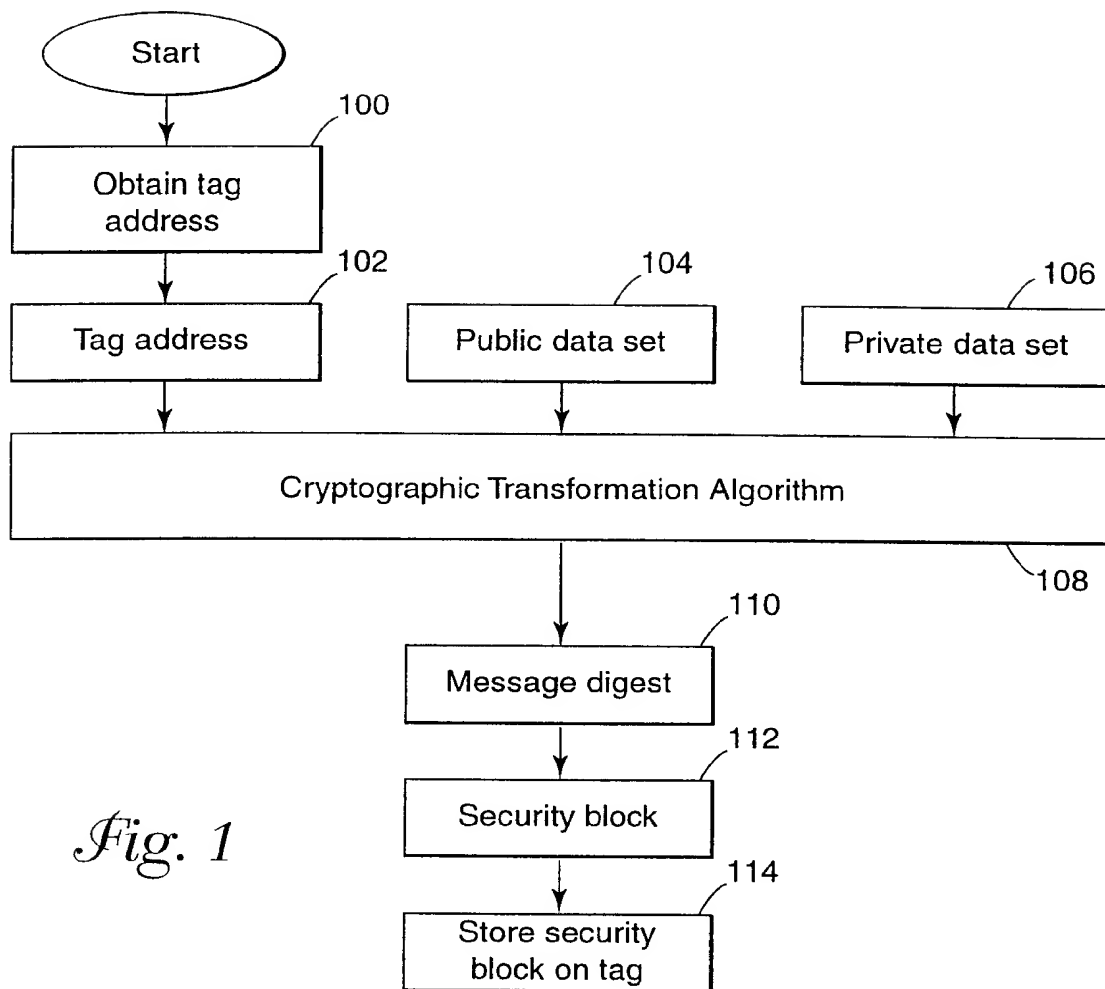 Start
100
Obtain tag
address
102
104
106
Tag address
Public data set
Private data set
Cryptographic Transformation Algorithm
108
110
Message digest
112
Security block
Fig. 1
114
Store security
block on tag